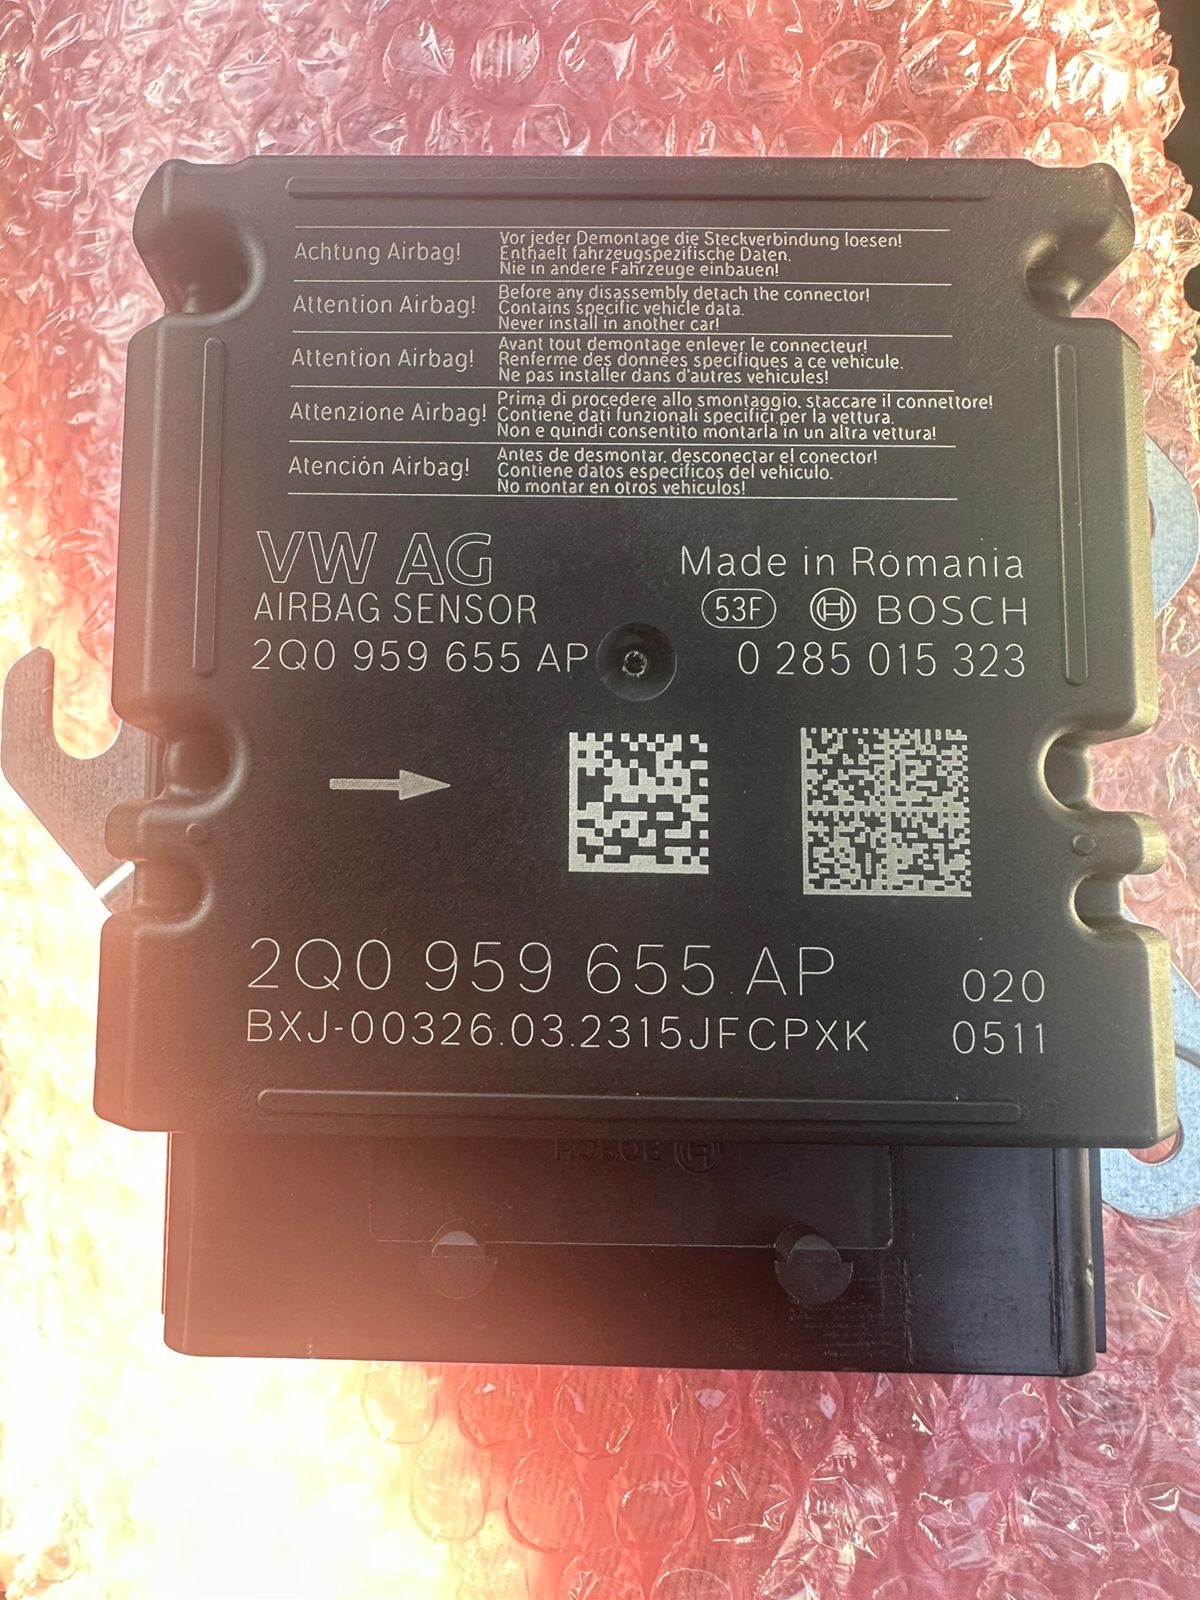 Achtung Airbag!
Vor jeder Demontage die Steckverbindung loesen!
Enthaelt fahrzeugspezifische Daten.
Nie in andere Fahrzeuge einbauen!
Attention Airbag!
Before any disassembly detach the connector!
Contains specific vehicle data.
Never install in another car!
Attention Airbag!
Avant tout demontage enlever le connecteur!
Renferme des données specifiques a ce vehicule.
Ne pas installer dans d'autres vehicules!
Attenzione Airbag!
Prima di procedere allo smontaggio, staccare il connettore!
Contiene dati funzionali specifici per la vettura.
Non e quindi consentito montarla in un altra vettura!
Atención Airbag!
Antes de desmontar, desconectar el conector!
Contiene datos especificos del vehiculo.
No montar en otros vehiculos!
VW AG
AIRBAG SENSOR
2Q0 959 655 AP
Made in Romania
53F BOSCH
0 285 015 323
2Q0 959 655 AP 020
BXJ-00326.03.2315JFCPXK 0511
BOSCH